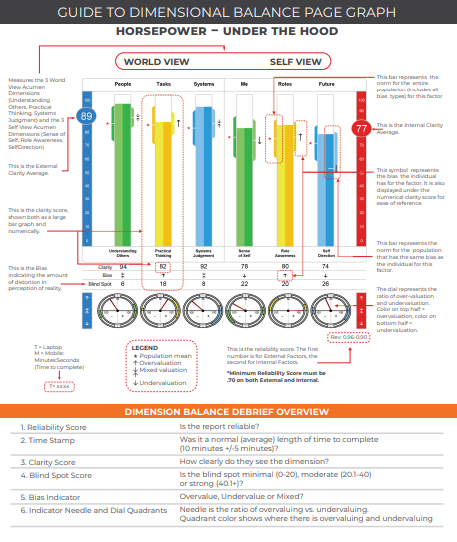 GUIDE TO DIMENSIONAL BALANCE PAGE GRAPH
HORSEPOWER – UNDER THE HOOD
WORLD VIEW
SELF VIEW
People
Tasks
Systems
Me
Roles
Future
Measures the 3 World
View Acumen
Dimensions
(Understanding
Others, Practical
Thinking, Systems
Judgment) and the 3
Self View Acumen
Dimensions (Sense of
Self, Role Awareness,
SelfDirection)
This is the External
Clarity Average.
This is the clarity score,
shown both as a large
bar graph and
numerically.
This is the Bias
indicating the amount
of distortion in
perception of reality.
89
77
This bar represents the
norm for the entire
population (includes all
bias types) for this factor
This is the Internal Clarity
Average.
This symbol represents
the bias the individual
has for the factor. It is also
displayed under the
numerical clarity score for
ease of reference.
This bar represents the
norm for the population
that has the same bias as
the individual for this
factor.
The dial represents the
ratio of over-valuation
and undervaluation.
Color on top half =
overvaluation; color on
bottom half =
undervaluation.
Understanding Others
Practical Thinking
Systems Judgment
Sense of Self
Role Awareness
Self Direction
Clarity 94 82 92 78 80 74
Bias
Blind Spot 6 18 8 22 20 26
T = Laptop
M = Mobile:
Minutes:Seconds
(Time to complete)
T= xxxx
LEGEND
* Population mean
↑ Overvaluation
Mixed valuation
↓ Undervaluation
Rev: 0.96-0.90
This is the reliability score. The first
number is for External Factors, the
second for Internal Factors.
*Minimum Reliability Score must be
.70 on both External and Internal.
DIMENSION BALANCE DEBRIEF OVERVIEW
1. Reliability Score Is the report reliable?
2. Time Stamp Was it a normal (average) length of time to complete
(10 minutes +/-5 minutes)?
3. Clarity Score How clearly do they see the dimension?
4. Blind Spot Score Is the blind spot minimal (0-20), moderate (20.1-40)
or strong (40.1+)?
5. Bias Indicator Overvalue, Undervalue or Mixed?
6. Indicator Needle and Dial Quadrants Needle is the ratio of overvaluing vs. undervaluing.
Quadrant color shows where there is overvaluing and undervaluing